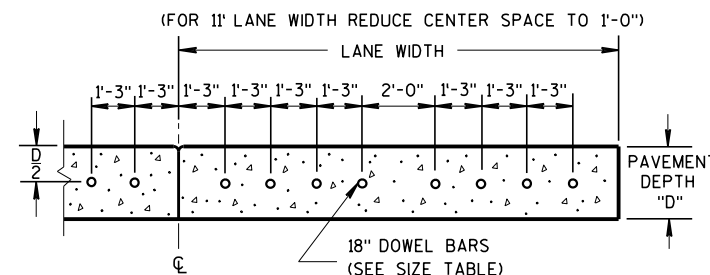 (FOR 11' LANE WIDTH REDUCE CENTER SPACE TO 1'-0")
LANE WIDTH
1'-3" 1'-3" 1'-3" 1'-3" 1'-3" 1'-3" 2'-0" 1'-3" 1'-3" 1'-3"
D
2
PAVEMENT
DEPTH
"D"
18" DOWEL BARS
(SEE SIZE TABLE)
℄